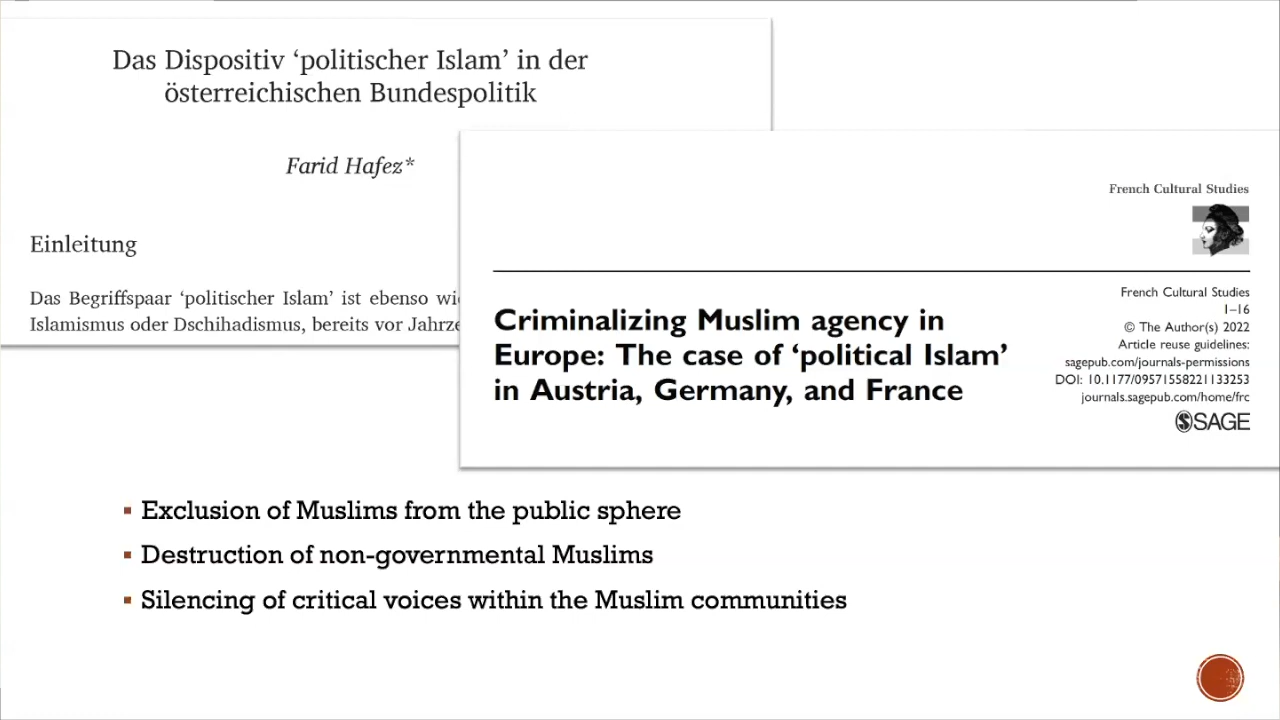 Das Dispositiv ‘politischer Islam’ in der
österreichischen Bundespolitik
Farid Hafez*
Einleitung
Das Begriffspaar ‘politischer Islam’ ist ebenso
Islamismus oder Dschihadismus, bereits vor
French Cultural Studies
French Cultural Studies
1–16
© The Author(s) 2022
Article reuse guidelines:
sagepub.com/journals-permissions
DOI: 10.1177/09571558221133253
journals.sagepub.com/home/frc
SAGE
Criminalizing Muslim agency in
Europe: The case of ‘political Islam’
in Austria, Germany, and France
▪ Exclusion of Muslims from the public sphere
▪ Destruction of non-governmental Muslims
▪ Silencing of critical voices within the Muslim communities